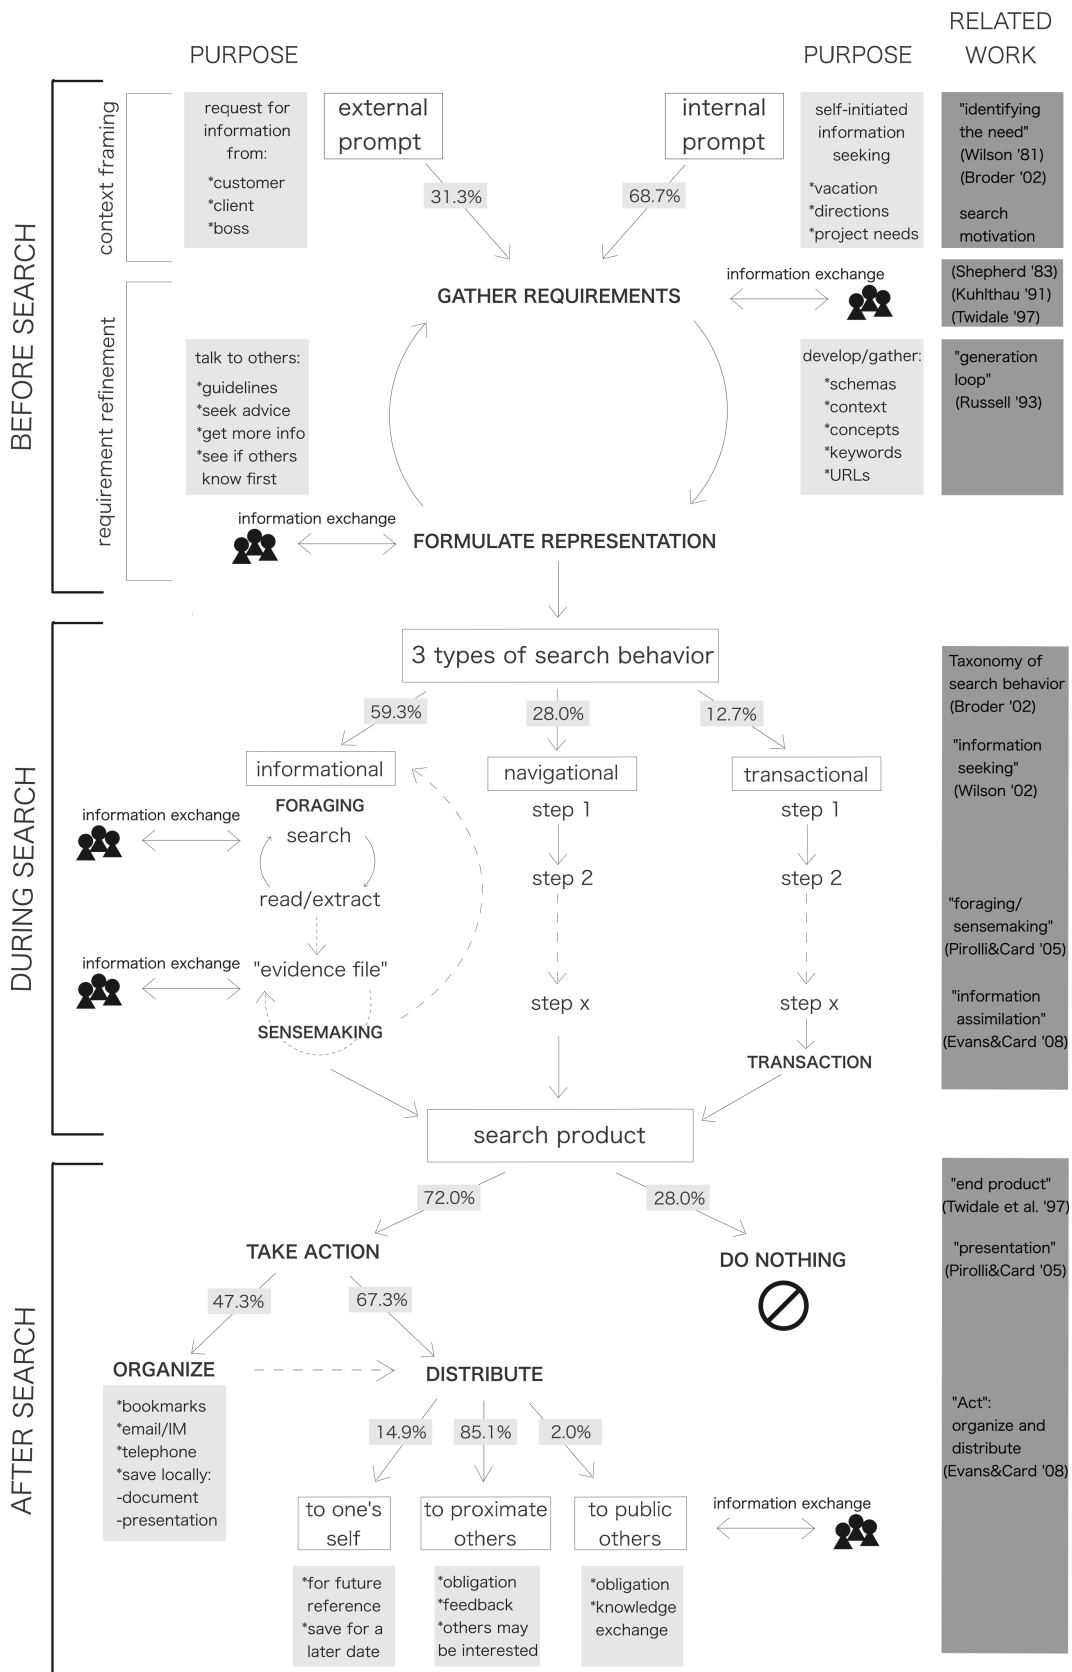 PURPOSE
PURPOSE
RELATED
WORK
BEFORE SEARCH
context framing
request for
information
from:
*customer
*client
*boss
external
prompt
internal
prompt
31.3%
68.7%
self-initiated
information
seeking
*vacation
*directions
*project needs
"identifying
the need"
(Wilson '81)
(Broder '02)
search
motivation
requirement refinement
GATHER REQUIREMENTS
information exchange
(Shepherd '83)
(Kuhlthau '91)
(Twidale '97)
talk to others:
*guidelines
*seek advice
*get more info
*see if others
know first
develop/gather:
*schemas
*context
*concepts
*keywords
*URLs
"generation
loop"
(Russell '93)
information exchange
FORMULATE REPRESENTATION
DURING SEARCH
3 types of search behavior
59.3%
28.0%
12.7%
informational
navigational
transactional
FORAGING
search
read/extract
"evidence file"
SENSEMAKING
information exchange
information exchange
step 1
step 2
step x
step 1
step 2
step x
TRANSACTION
Taxonomy of
search behavior
(Broder '02)
"information
seeking"
(Wilson '02)
"foraging/
sensemaking"
(Pirolli&Card '05)
"information
assimilation"
(Evans&Card '08)
search product
AFTER SEARCH
72.0%
28.0%
TAKE ACTION
DO NOTHING
47.3%
67.3%
ORGANIZE
DISTRIBUTE
*bookmarks
*email/IM
*telephone
*save locally:
-document
-presentation
14.9%
85.1%
2.0%
to one's
self
to proximate
others
to public
others
information exchange
*for future
reference
*save for a
later date
*obligation
*feedback
*others may
be interested
*obligation
*knowledge
exchange
"end product"
(Twidale et al. '97)
"presentation"
(Pirolli&Card '05)
"Act":
organize and
distribute
(Evans&Card '08)